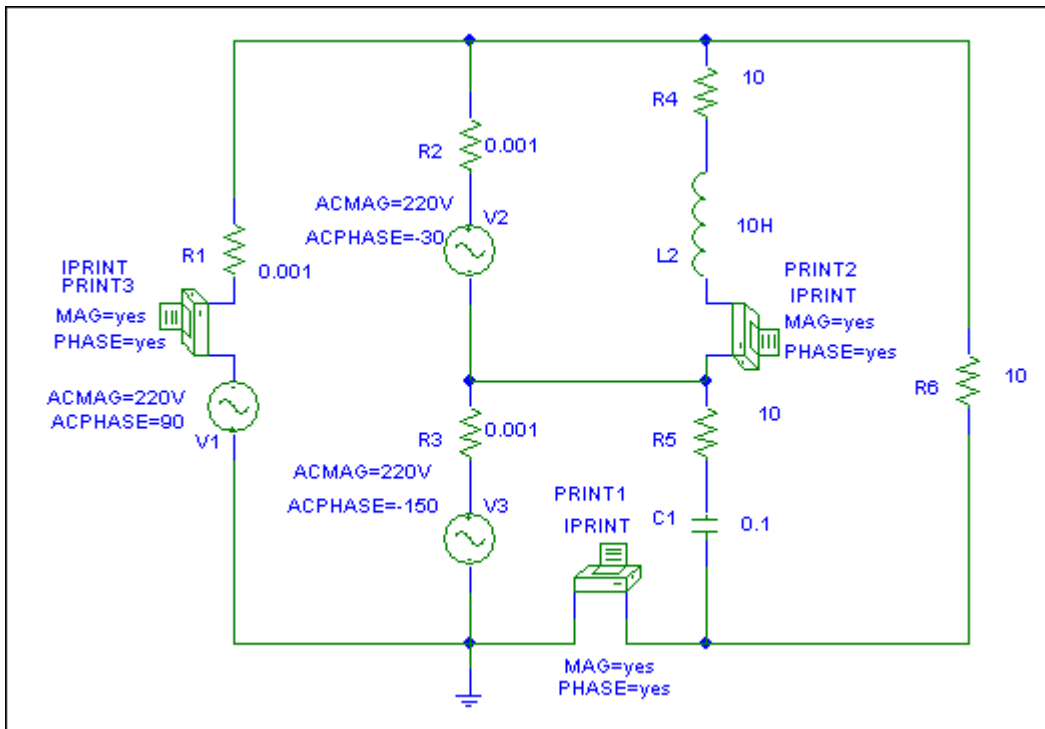 10
R4
R2
0.001
ACMAG=220V
V2
ACPHASE=-30
10H
L2
R1
0.001
IPRINT
PRINT3
MAG=yes
PHASE=yes
PRINT2
IPRINT
MAG=yes
PHASE=yes
ACMAG=220V
ACPHASE=90
V1
R6
10
10
R3
0.001
R5
ACMAG=220V
ACPHASE=-150
V3
PRINT1
IPRINT
C1
0.1
MAG=yes
PHASE=yes